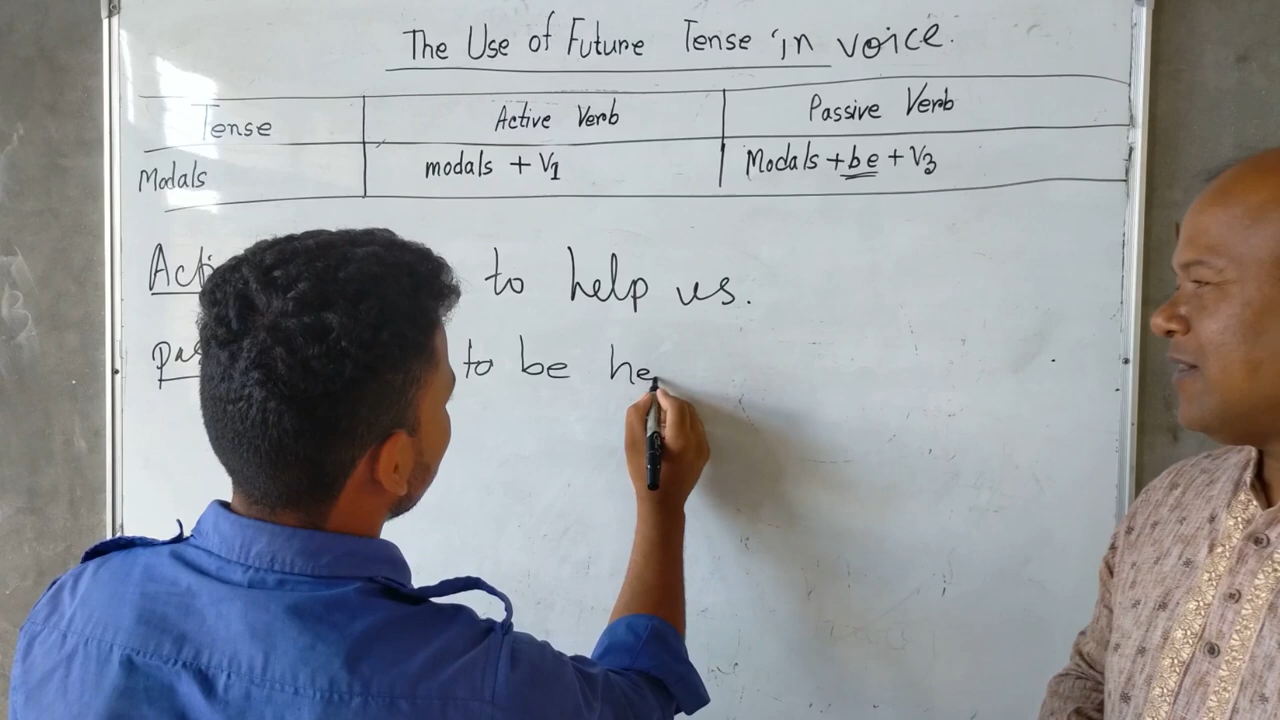 The Use of Future Tense in voice.
Tense Active Verb Passive Verb
Modals modals + V1 Modals + be + V3
to help us.
to be he